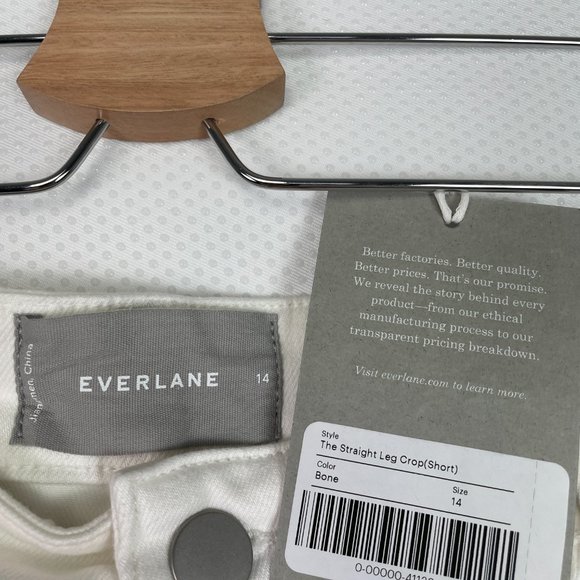 Better factories. Better quality.
Better prices. That's our promise.
We reveal the story behind every
product—from our ethical
manufacturing process to our
transparent pricing breakdown.
Visit everlane.com to learn more.
China
EVERLANE 14
Style
The Straight Leg Crop(Short)
Color
Bone
Size
14